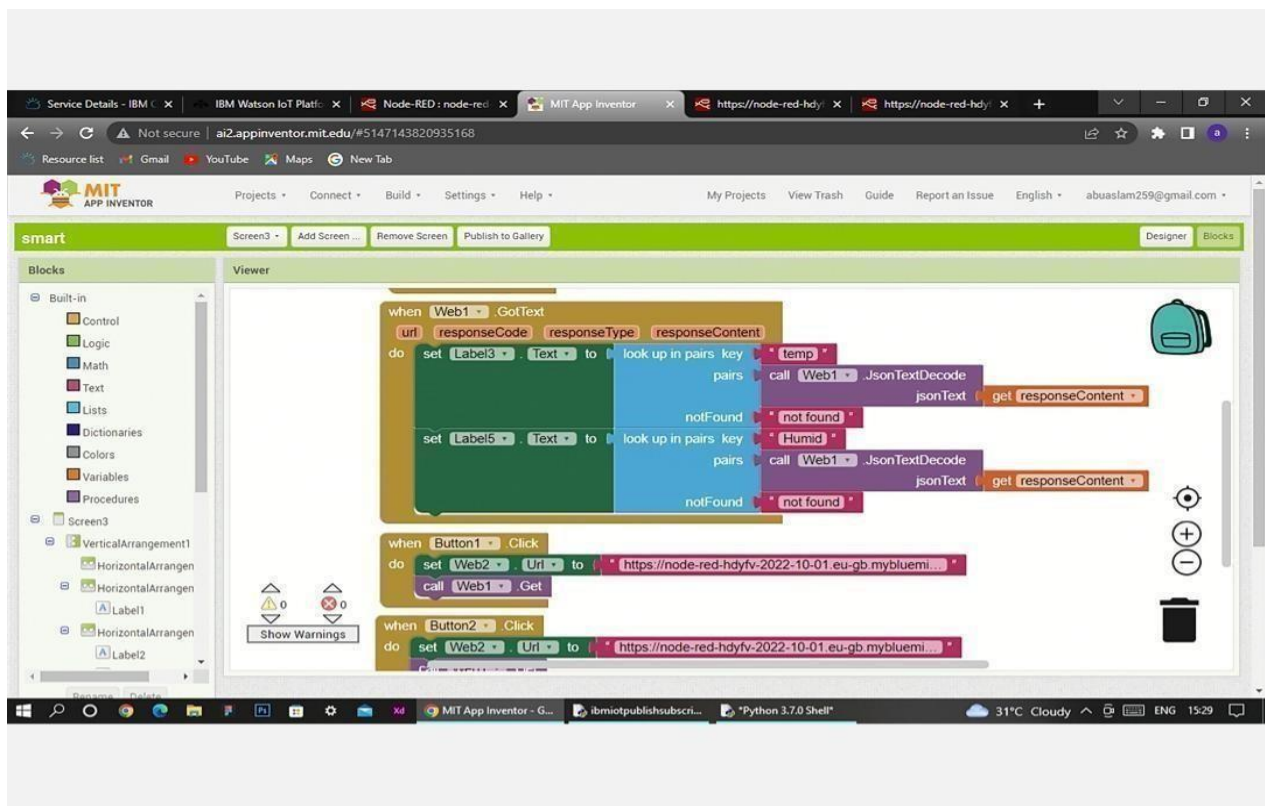 Service Details - IBM C
IBM Watson IoT Platfo
Node-RED : node-red
MIT App Inventor
https://node-red-hdyf
https://node-red-hdyf
Not secure | ai2.appinventor.mit.edu/#5147143820935168
Resource list Gmail YouTube Maps New Tab
MIT
APP INVENTOR
Projects Connect Build Settings Help My Projects View Trash Guide Report an Issue English abuaslam259@gmail.com
smart Screen3 Add Screen ... Remove Screen Publish to Gallery Designer Blocks
Blocks Viewer
Built-in
Control
Logic
Math
Text
Lists
Dictionaries
Colors
Variables
Procedures
Screen3
VerticalArrangement1
HorizontalArrangen
HorizontalArrangen
Label1
HorizontalArrangen
Label2
Rename Delete
when Web1 .GotText
url responseCode responseType responseContent
do set Label3 . Text to look up in pairs key " temp "
pairs call Web1 .JsonTextDecode
jsonText get responseContent
notFound " not found "
set Label5 . Text to look up in pairs key " Humid "
pairs call Web1 .JsonTextDecode
jsonText get responseContent
notFound " not found "
when Button1 .Click
do set Web2 . Url to " https://node-red-hdyfv-2022-10-01.eu-gb.mybluemi... "
call Web1 .Get
when Button2 .Click
do set Web2 . Url to " https://node-red-hdyfv-2022-10-01.eu-gb.mybluemi... "
0 0
Show Warnings
MIT App Inventor - G... ibmiotpublishsubscri... *Python 3.7.0 Shell* 31°C Cloudy ENG 15:29